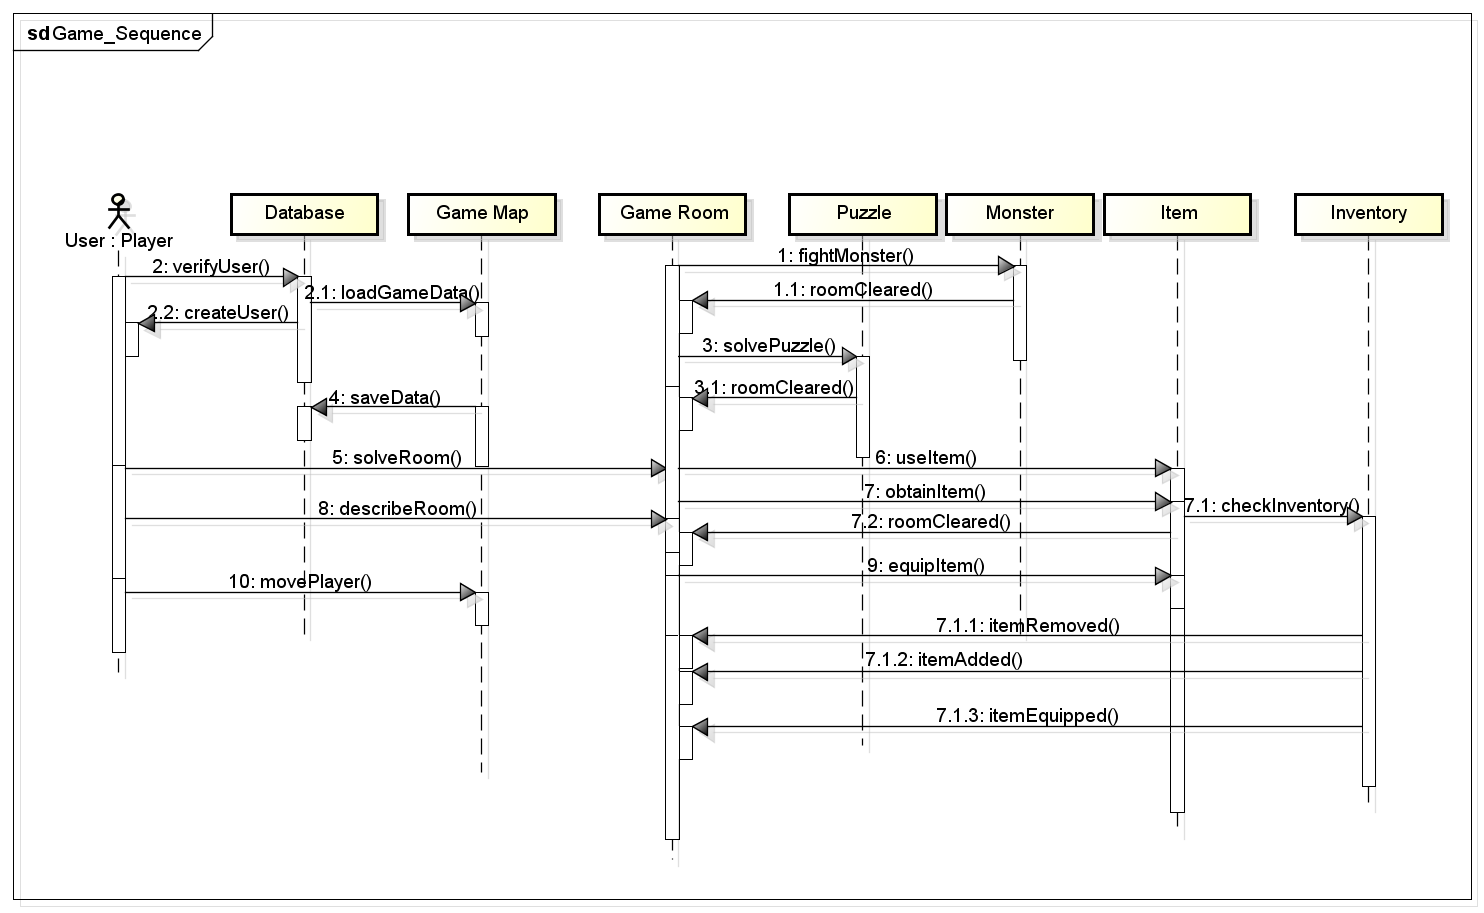 sd Game_Sequence
User : Player
Database
Game Map
Game Room
Puzzle
Monster
Item
Inventory
1: fightMonster()
2: verifyUser()
2.1: loadGameData()
1.1: roomCleared()
2.2: createUser()
3: solvePuzzle()
3.1: roomCleared()
4: saveData()
5: solveRoom()
6: useItem()
7: obtainItem()
7.1: checkInventory()
8: describeRoom()
7.2: roomCleared()
9: equipItem()
10: movePlayer()
7.1.1: itemRemoved()
7.1.2: itemAdded()
7.1.3: itemEquipped()